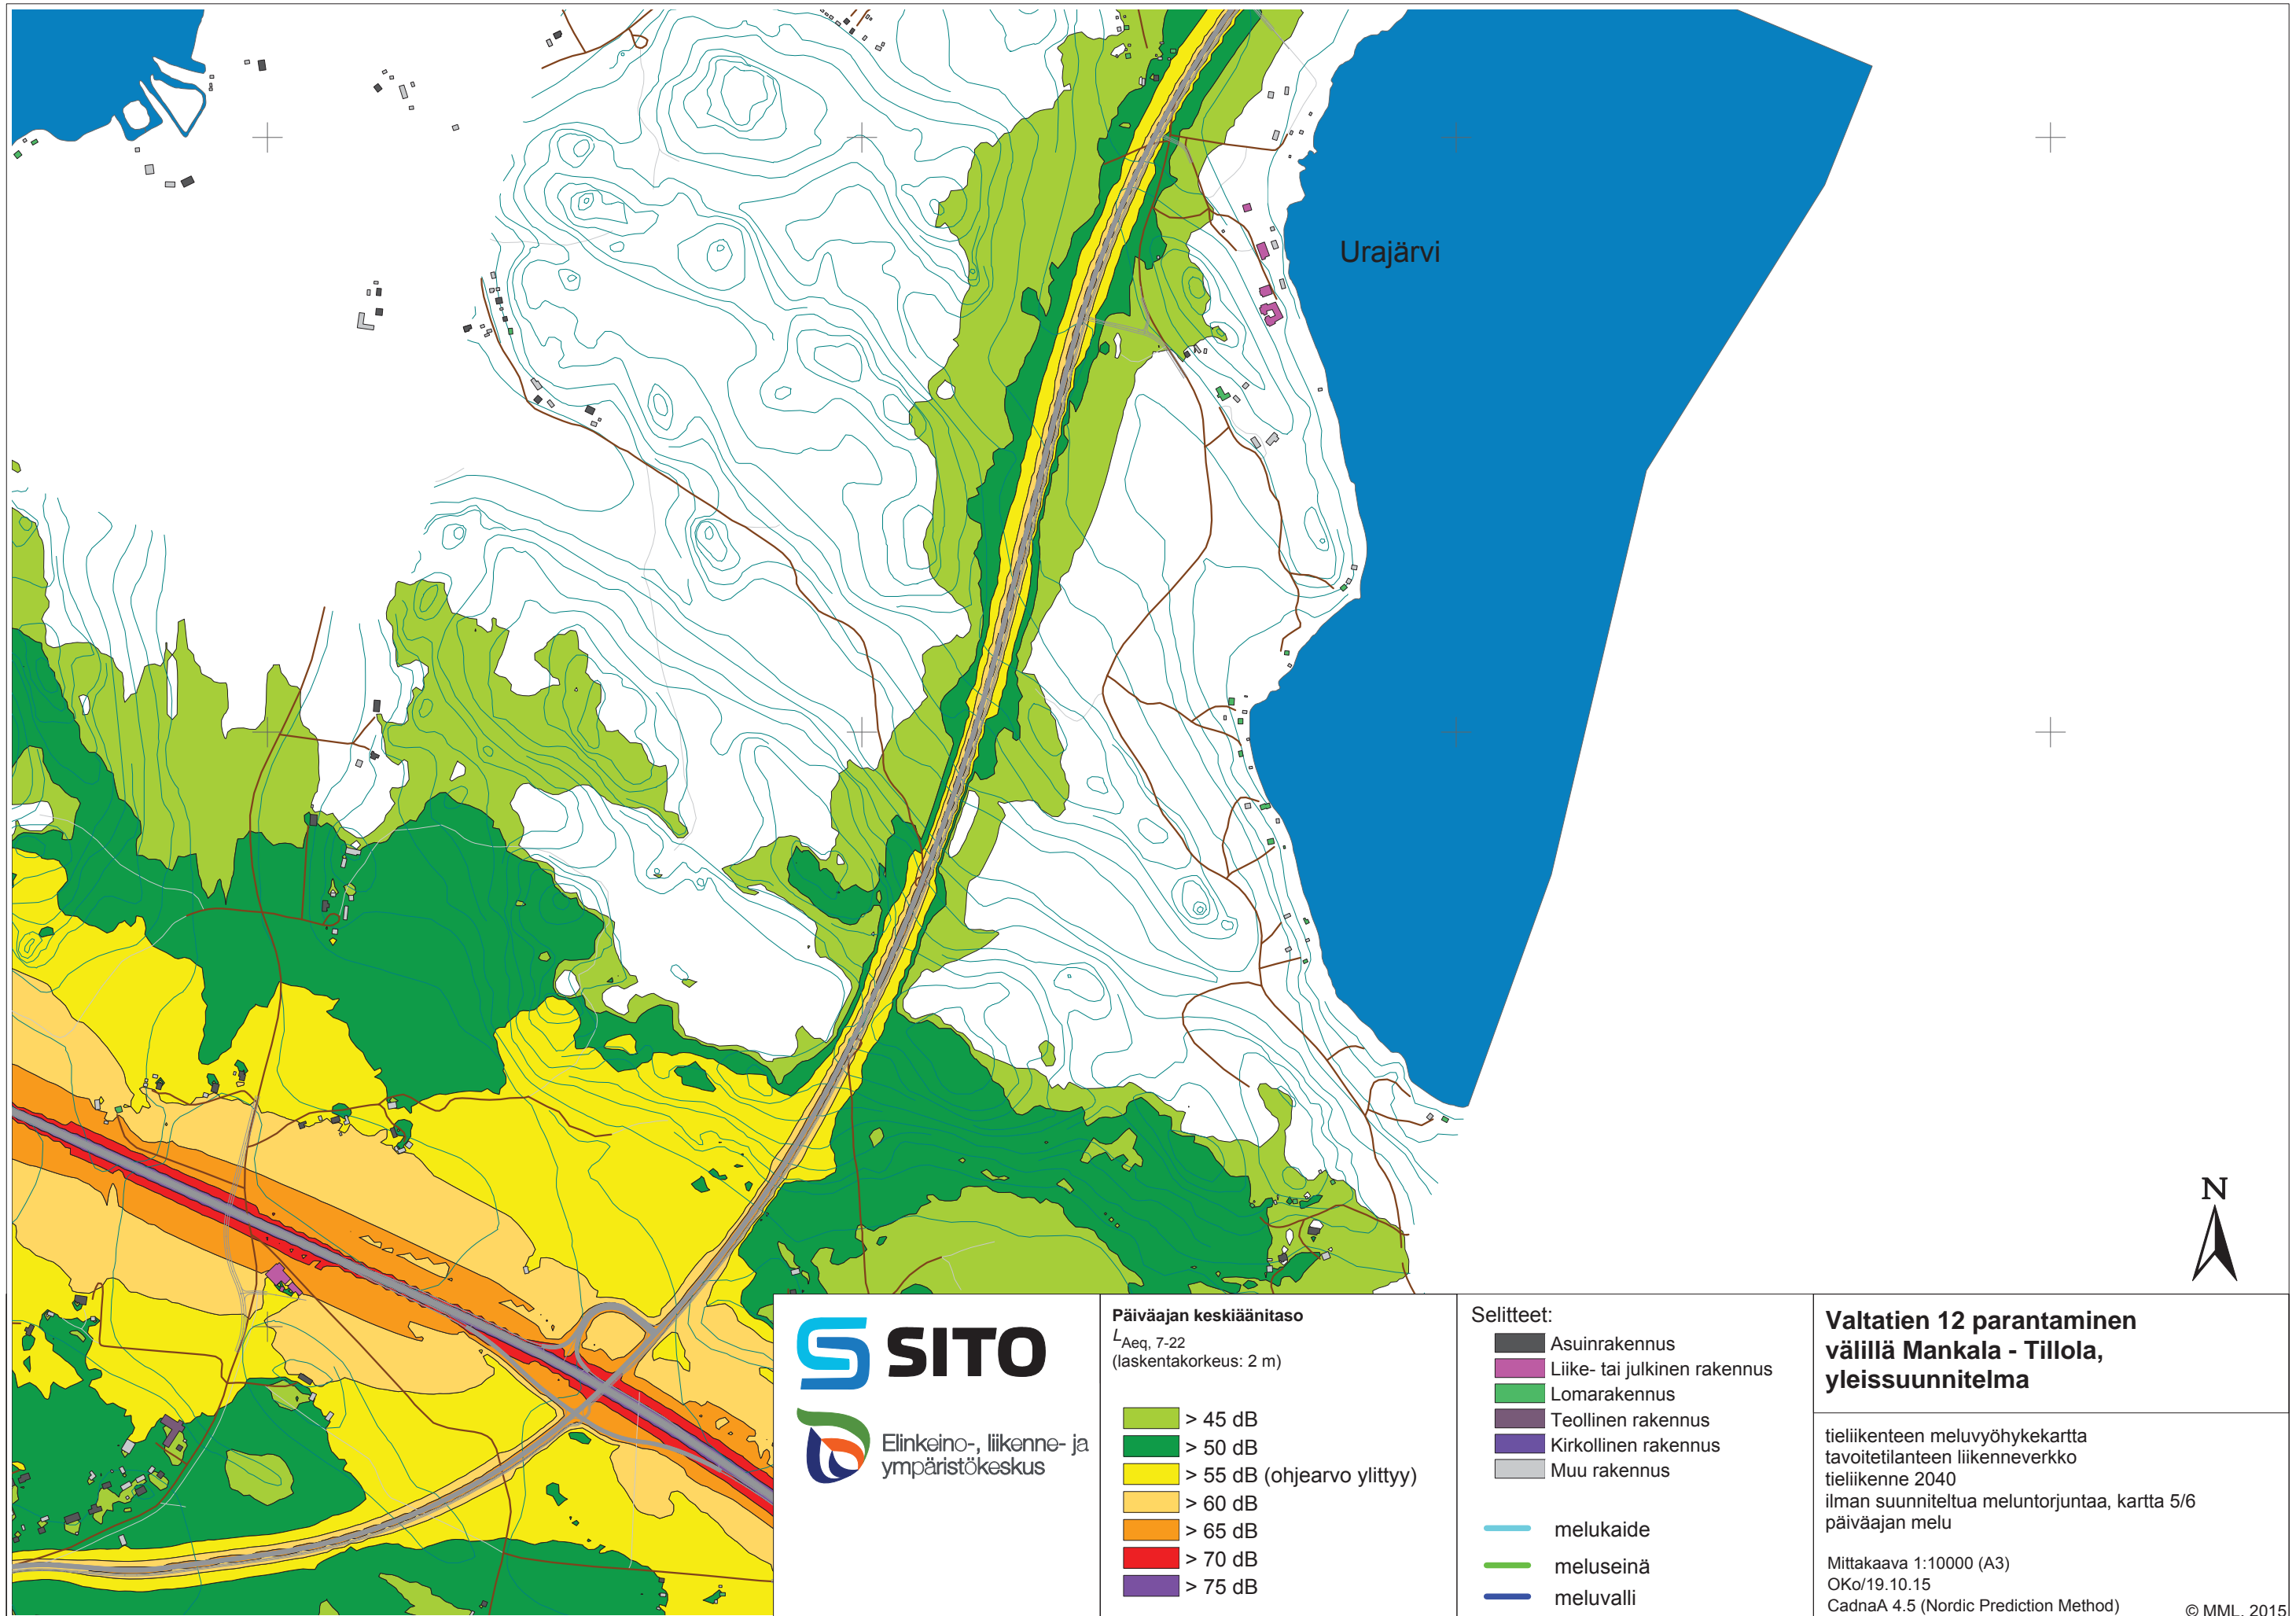 Urajärvi
N
SITO
Elinkeino-, liikenne- ja
ympäristökeskus
Päiväajan keskiäänitaso
LAeq, 7-22
(laskentakorkeus: 2 m)
> 45 dB
> 50 dB
> 55 dB (ohjearvo ylittyy)
> 60 dB
> 65 dB
> 70 dB
> 75 dB
Selitteet:
Asuinrakennus
Liike- tai julkinen rakennus
Lomarakennus
Teollinen rakennus
Kirkollinen rakennus
Muu rakennus
melukaide
meluseinä
meluvalli
Valtatien 12 parantaminen
välillä Mankala - Tillola,
yleissuunnitelma
tieliikenteen meluvyöhykekartta
tavoitetilanteen liikenneverkko
tieliikenne 2040
ilman suunniteltua meluntorjuntaa, kartta 5/6
päiväajan melu
Mittakaava 1:10000 (A3)
OKo/19.10.15
CadnaA 4.5 (Nordic Prediction Method)
© MML, 2015